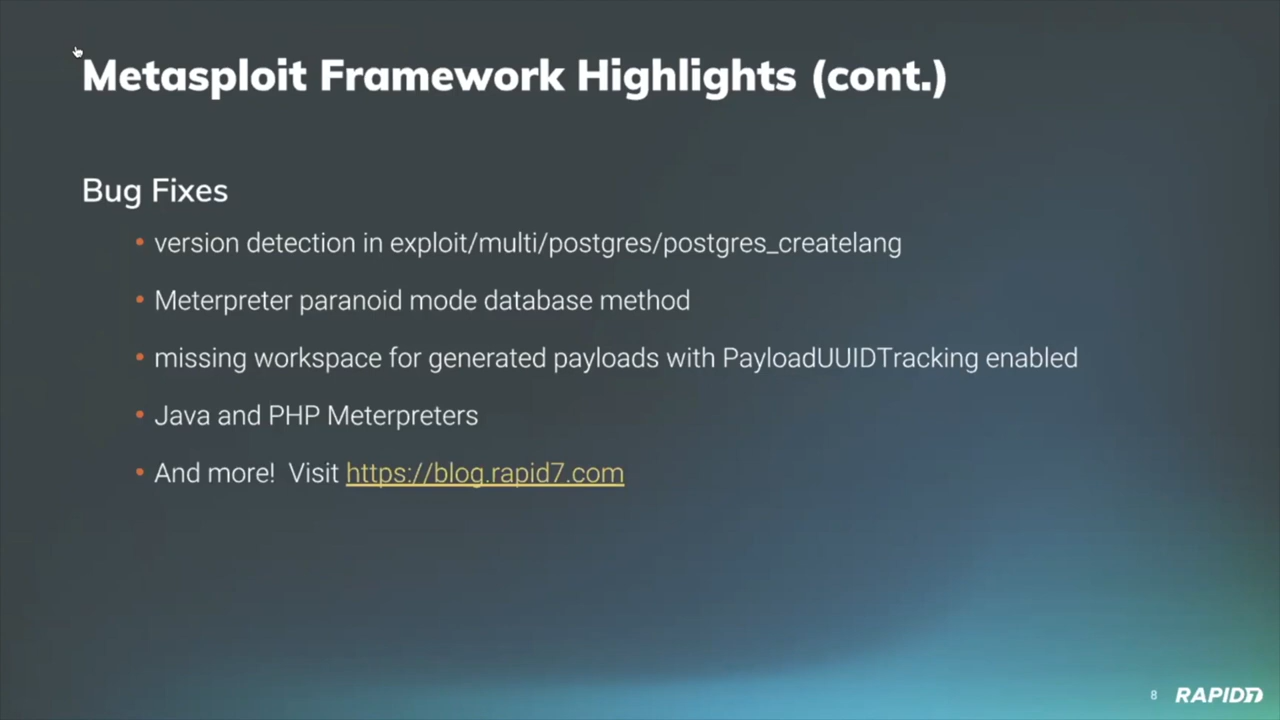 Metasploit Framework Highlights (cont.)
Bug Fixes
• version detection in exploit/multi/postgres/postgres_createlang
• Meterpreter paranoid mode database method
• missing workspace for generated payloads with PayloadUUIDTracking enabled
• Java and PHP Meterpreters
• And more!  Visit https://blog.rapid7.com
8 RAPID7